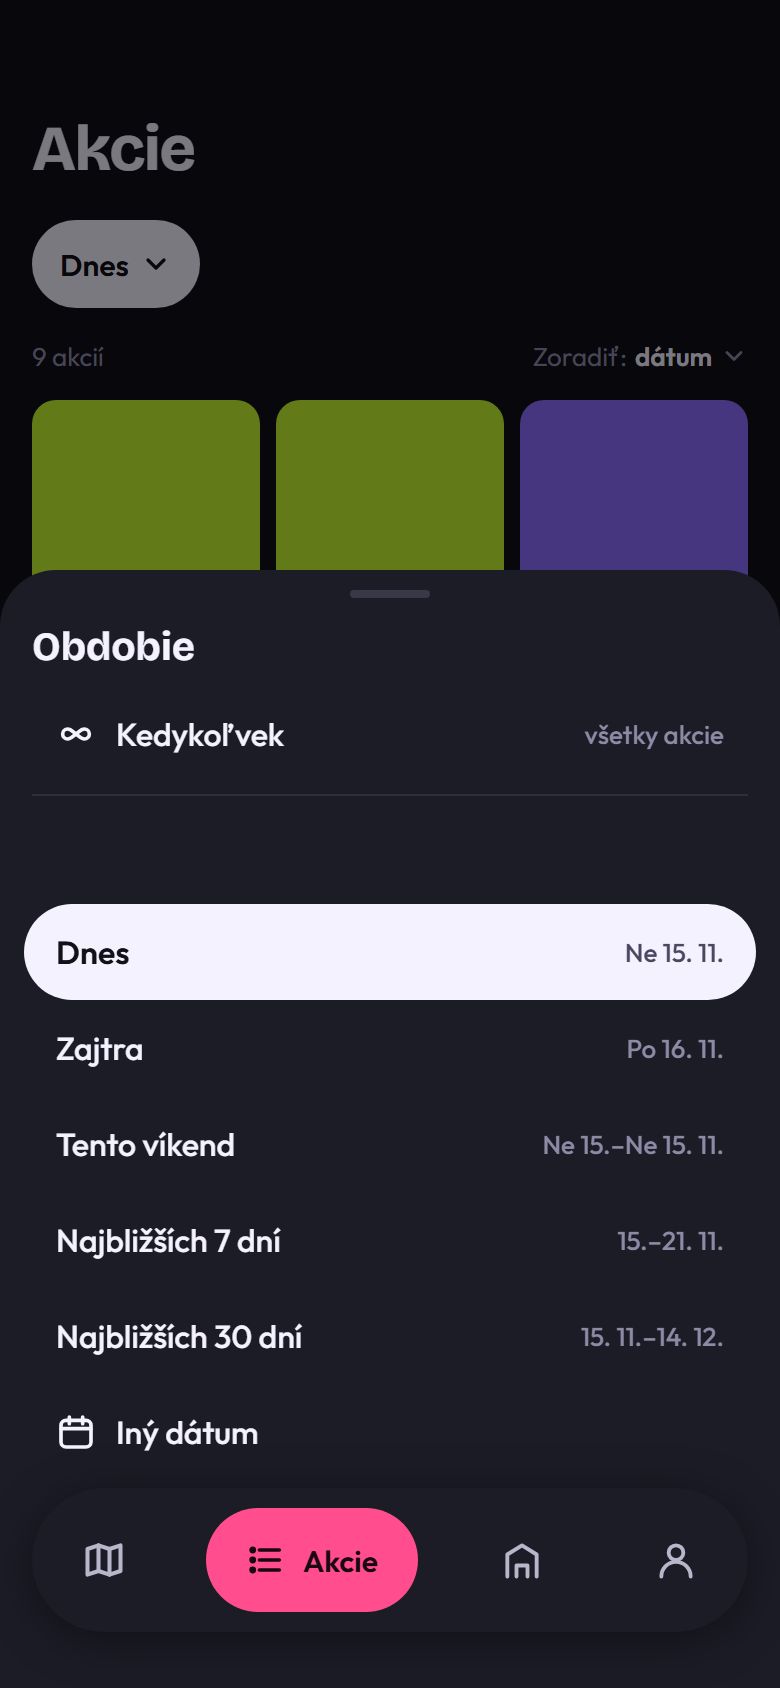 Akcie
Dnes
9 akcií
Zoradiť: dátum
Obdobie
Kedykoľvek všetky akcie
Dnes Ne 15. 11.
Zajtra Po 16. 11.
Tento víkend Ne 15.–Ne 15. 11.
Najbližších 7 dní 15.–21. 11.
Najbližších 30 dní 15. 11.–14. 12.
Iný dátum
Akcie